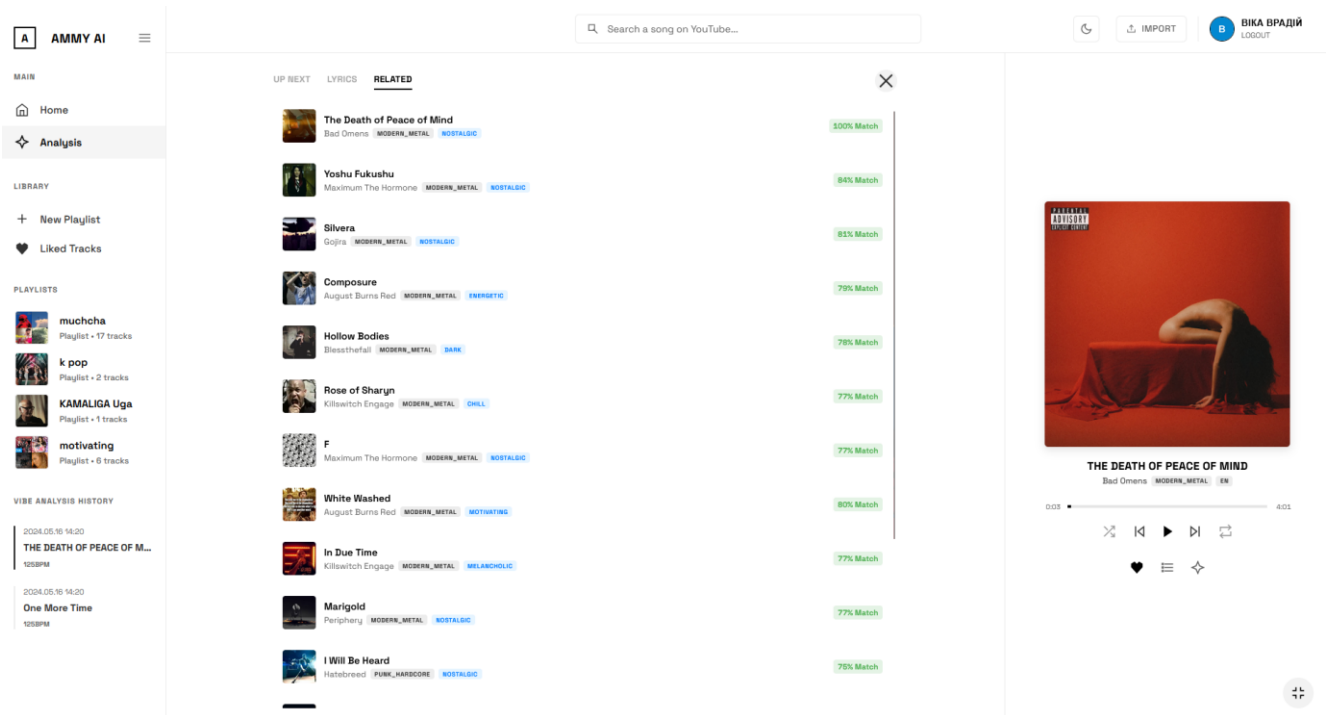 A
AMMY AI
Search a song on YouTube...
IMPORT
B
ВІКА ВРАДІЙ
LOGOUT
MAIN
Home
Analysis
LIBRARY
New Playlist
Liked Tracks
PLAYLISTS
muchcha
Playlist • 17 tracks
k pop
Playlist • 2 tracks
KAMALIGA Uga
Playlist • 1 tracks
motivating
Playlist • 6 tracks
VIBE ANALYSIS HISTORY
2024.05.16 14:20
THE DEATH OF PEACE OF M...
125BPM
2024.05.16 14:20
One More Time
125BPM
UP NEXT LYRICS RELATED
The Death of Peace of Mind
Bad Omens MODERN_METAL NOSTALGIC
100% Match
Yoshu Fukushu
Maximum The Hormone MODERN_METAL NOSTALGIC
84% Match
Silvera
Gojira MODERN_METAL NOSTALGIC
81% Match
Composure
August Burns Red MODERN_METAL ENERGETIC
79% Match
Hollow Bodies
Blessthefall MODERN_METAL DARK
78% Match
Rose of Sharyn
Killswitch Engage MODERN_METAL CHILL
77% Match
F
Maximum The Hormone MODERN_METAL NOSTALGIC
77% Match
White Washed
August Burns Red MODERN_METAL MOTIVATING
80% Match
In Due Time
Killswitch Engage MODERN_METAL MELANCHOLIC
77% Match
Marigold
Periphery MODERN_METAL NOSTALGIC
77% Match
I Will Be Heard
Hatebreed PUNK_HARDCORE NOSTALGIC
75% Match
PARENTAL
ADVISORY
EXPLICIT CONTENT
THE DEATH OF PEACE OF MIND
Bad Omens MODERN_METAL EN
0:03
4:01